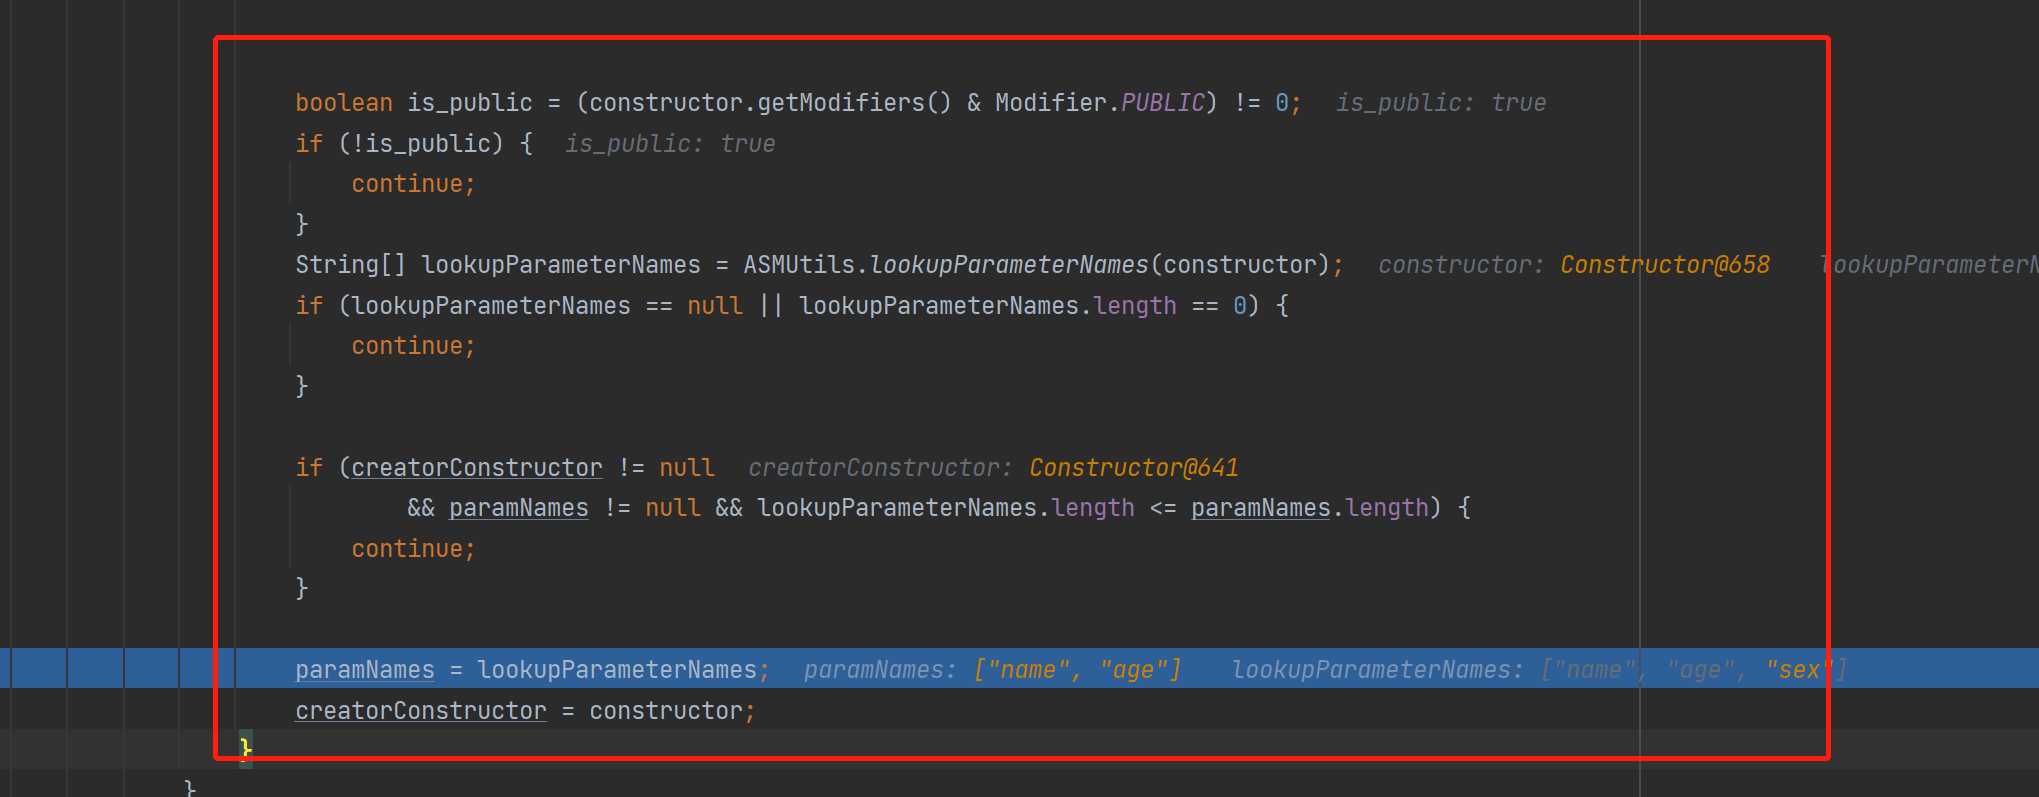 boolean is_public = (constructor.getModifiers() & Modifier.PUBLIC) != 0;  is_public: true
if (!is_public) {  is_public: true
continue;
}
String[] lookupParameterNames = ASMUtils.lookupParameterNames(constructor);  constructor: Constructor@658  lookupParameterN
if (lookupParameterNames == null || lookupParameterNames.length == 0) {
continue;
}
if (creatorConstructor != null  creatorConstructor: Constructor@641
&& paramNames != null && lookupParameterNames.length <= paramNames.length) {
continue;
}
paramNames = lookupParameterNames;  paramNames: ["name", "age"]  lookupParameterNames: ["name", "age", "sex"]
creatorConstructor = constructor;
}
}